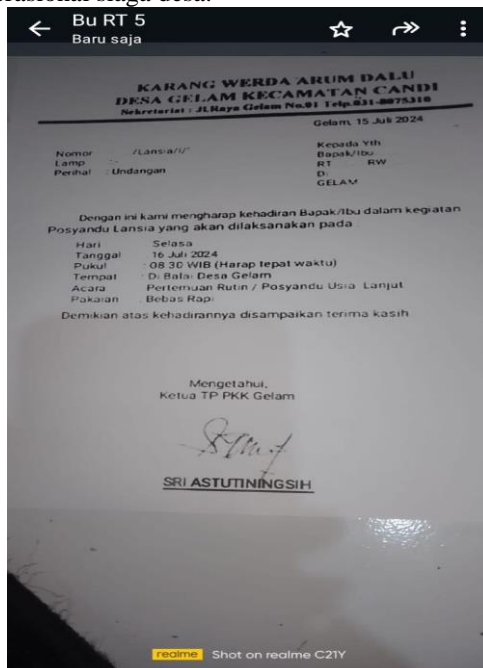 rasional siaga desa.
Bu RT 5
Baru saja
KARANG WERDA ARUM DALU
DESA GELAM KECAMATAN CANDI
Sekretariat : Jl.Raya Gelam No.01 Telp.031-8075310
Gelam, 15 Juli 2024
Nomor : /Lansia/I/
Kepada Yth
Lamp : -
Bapak/Ibu
Perihal : Undangan
RT RW
Di
GELAM
Dengan ini kami mengharap kehadiran Bapak/Ibu dalam kegiatan
Posyandu Lansia yang akan dilaksanakan pada
Hari : Selasa
Tanggal : 16 Juli 2024
Pukul : 08.30 WIB (Harap tepat waktu)
Tempat : Di Balai Desa Gelam
Acara : Pertemuan Rutin / Posyandu Usia Lanjut
Pakaian : Bebas Rapi
Demikian atas kehadirannya disampaikan terima kasih
Mengetahui,
Ketua TP PKK Gelam
SRI ASTUTININGSIH
realme Shot on realme C21Y